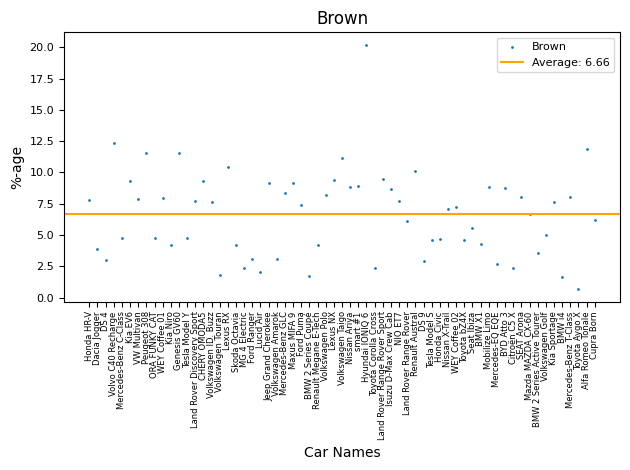 Brown
Brown
Average: 6.66
%-age
20.0
17.5
15.0
12.5
10.0
7.5
5.0
2.5
0.0
Honda HR-V
Dacia Jogger
DS 4
Volvo C40 Recharge
Mercedes-Benz C-Class
Kia EV6
VW Multivan
Peugeot 308
ORA FUNKY CAT
WEY Coffee 01
Kia Niro
Genesis GV60
Tesla Model Y
Land Rover Discovery Sport
CHERY OMODA5
Volkswagen ID. Buzz
Volkswagen Touran
Lexus RX
Skoda Octavia
MG 4 Electric
Ford Ranger
Lucid Air
Jeep Grand Cherokee
Volkswagen Amarok
Mercedes-Benz GLC
Maxus MIFA 9
Ford Puma
BMW 2 Series Coupé
Renault Megane E-Tech
Volkswagen Polo
Lexus NX
Volkswagen Taigo
Nissan Ariya
smart #1
Hyundai IONIQ 6
Toyota Corolla Cross
Land Rover Range Rover Sport
Isuzu D-Max Crew Cab
NIO ET7
Land Rover Range Rover
Renault Austral
DS 9
Tesla Model S
Honda Civic
Nissan X-Trail
WEY Coffee 02
Toyota bZ4X
Seat Ibiza
BMW X1
Mobilize Limo
Mercedes-EQ EQE
BYD Atto 3
Citroen C5 X
SEAT Arona
Mazda MAZDA CX-60
BMW 2 Series Active Tourer
Volkswagen Golf
Kia Sportage
BMW i4
Mercedes-Benz T-Class
Toyota Aygo X
Alfa Romeo Tonale
Cupra Born
Car Names